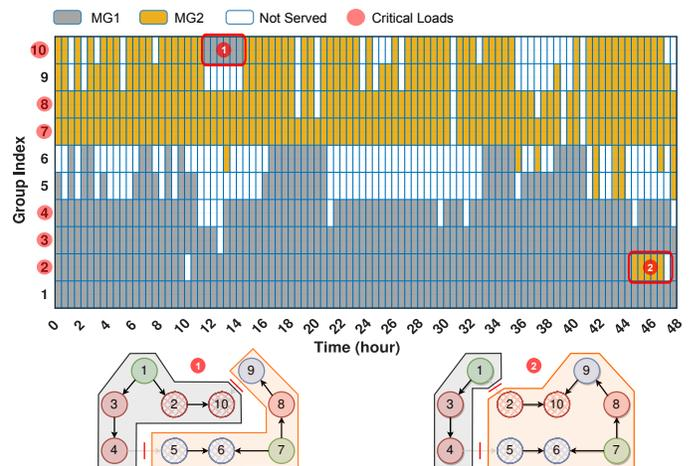 MG1 MG2 Not Served Critical Loads
10
1
9
8
7
6
5
4
3
2
2
1
Group Index
0 2 4 6 8 10 12 14 16 18 20 22 24 26 28 30 32 34 36 38 40 42 44 46 48
Time (hour)
1 1 9 1 2 9
3 2 10 8 3 2 10 8
4 5 6 7 4 5 6 7